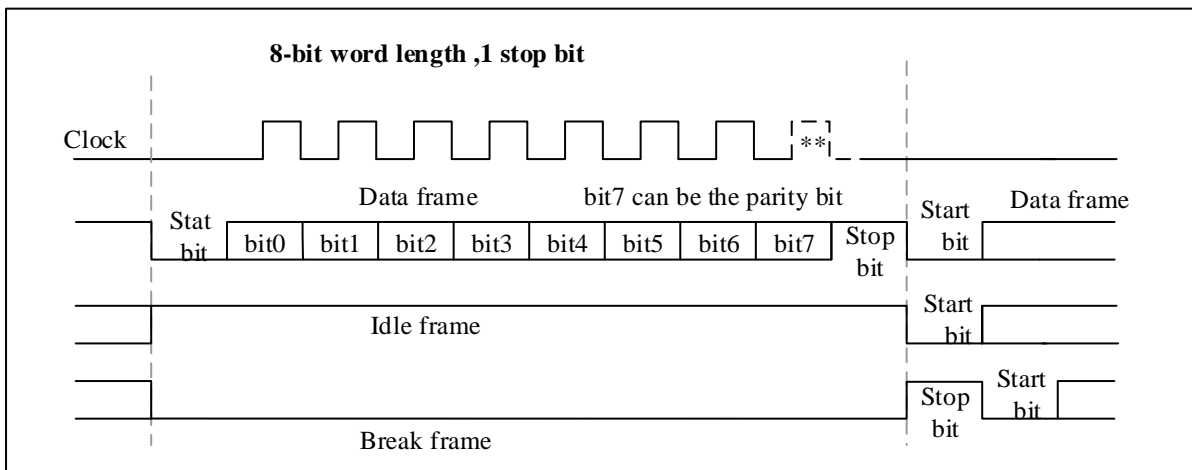 8-bit word length ,1 stop bit
Clock
**
Data frame
bit7 can be the parity bit
Data frame
Stat
bit
bit0
bit1
bit2
bit3
bit4
bit5
bit6
bit7
Stop
bit
Start
bit
Idle frame
Start
bit
Break frame
Stop
bit
Start
bit